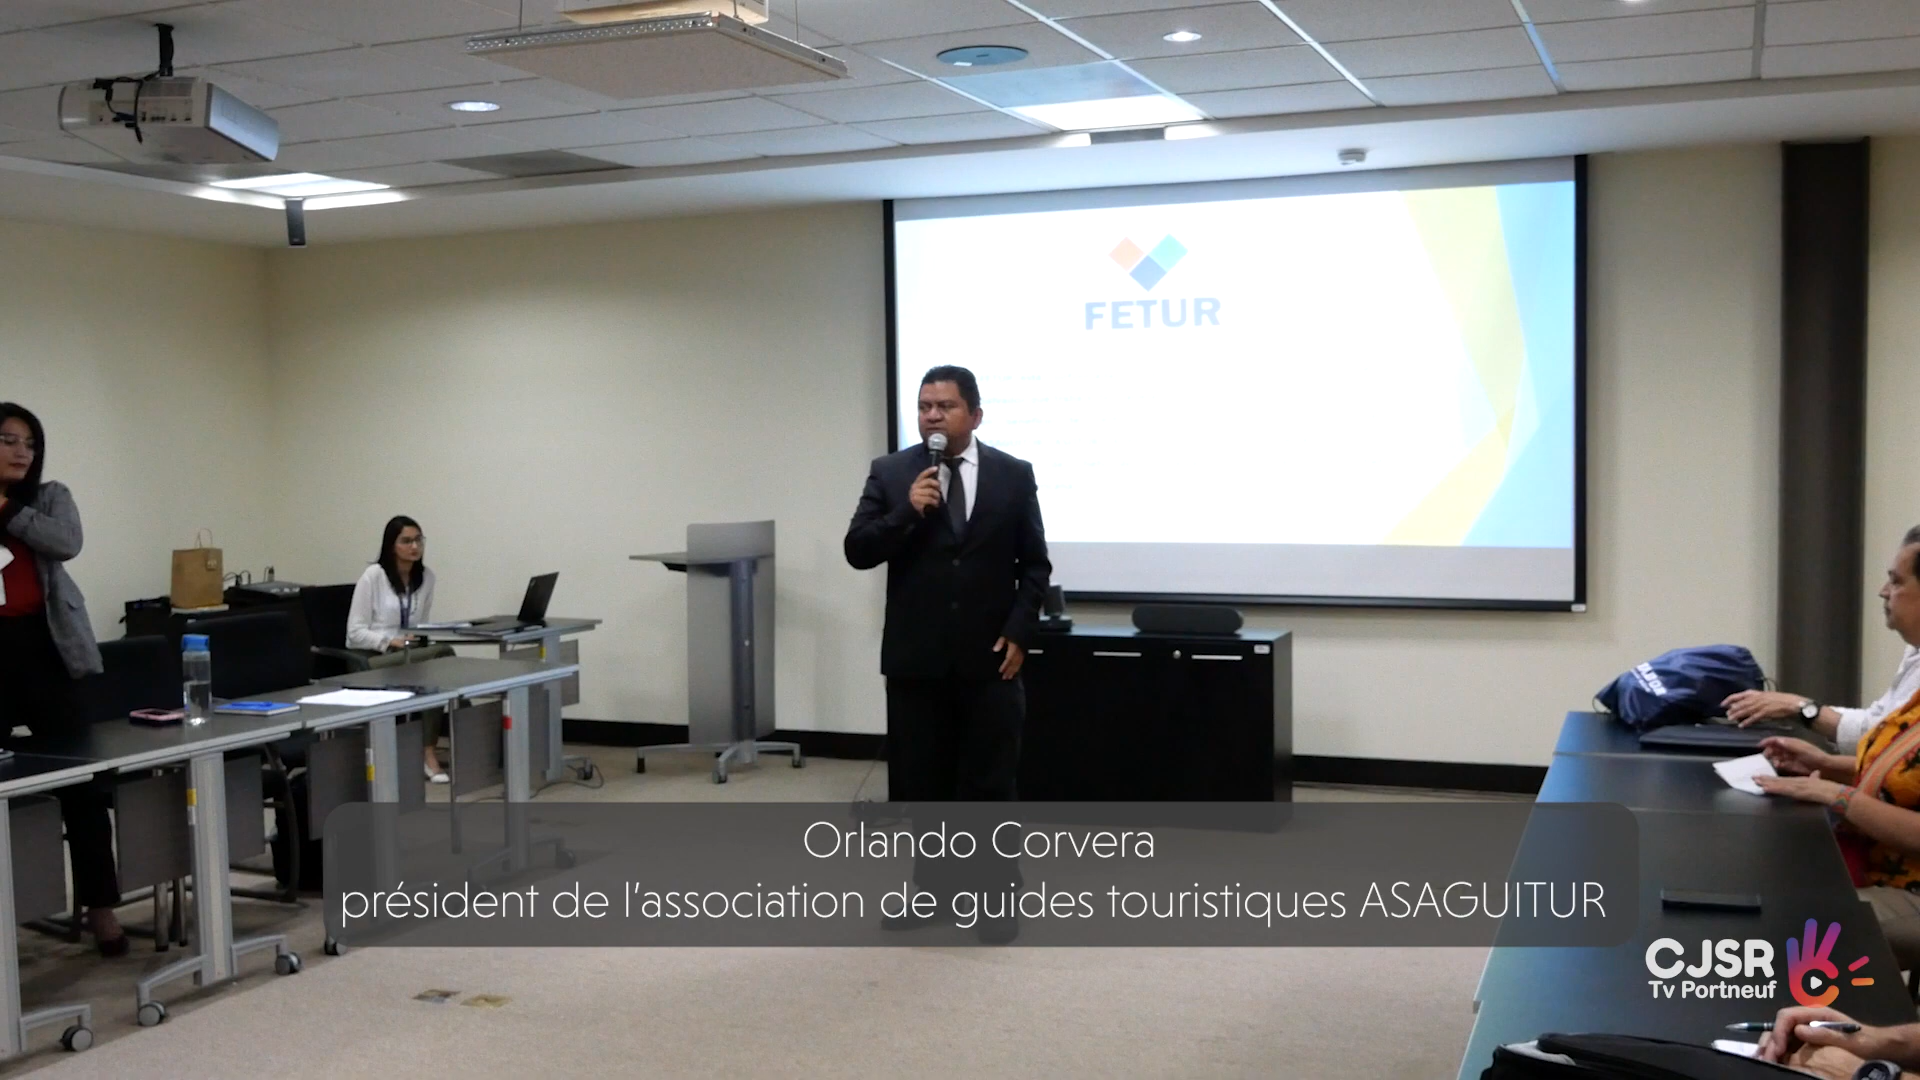 FETUR
Orlando Corvera
président de l'association de guides touristiques ASAGUITUR
CJSR
Tv Portneuf